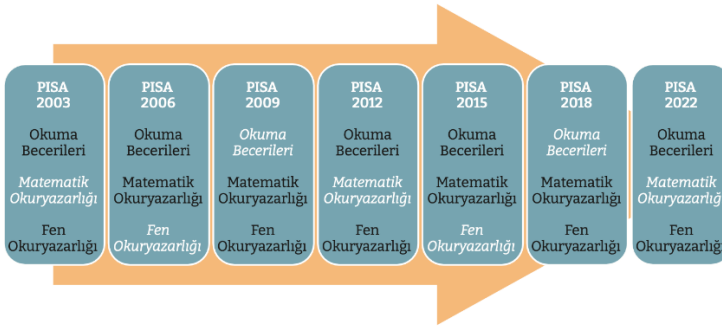 PISA
2003
Okuma
Becerileri
Matematik
Okuryazarlığı
Fen
Okuryazarlığı
PISA
2006
Okuma
Becerileri
Matematik
Okuryazarlığı
Fen
Okuryazarlığı
PISA
2009
Okuma
Becerileri
Matematik
Okuryazarlığı
Fen
Okuryazarlığı
PISA
2012
Okuma
Becerileri
Matematik
Okuryazarlığı
Fen
Okuryazarlığı
PISA
2015
Okuma
Becerileri
Matematik
Okuryazarlığı
Fen
Okuryazarlığı
PISA
2018
Okuma
Becerileri
Matematik
Okuryazarlığı
Fen
Okuryazarlığı
PISA
2022
Okuma
Becerileri
Matematik
Okuryazarlığı
Fen
Okuryazarlığı